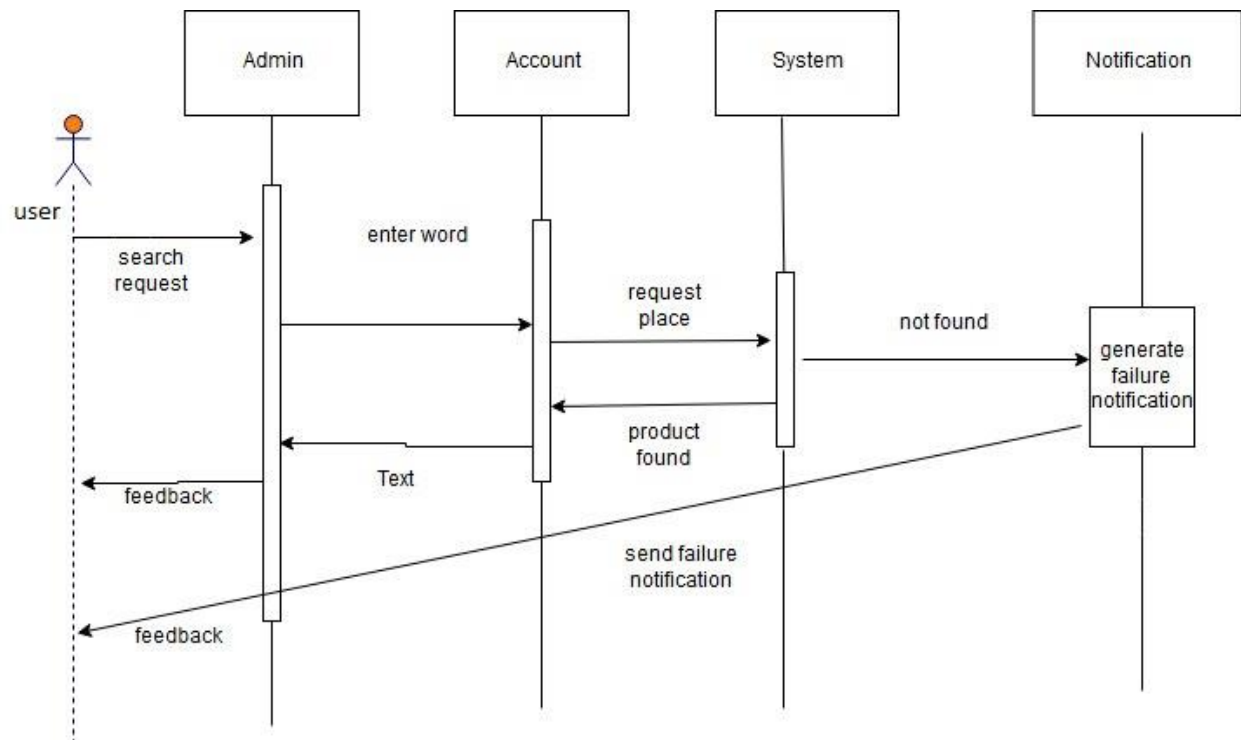 Admin
Account
System
Notification
user
search
request
enter word
request
place
not found
generate
failure
notification
product
found
Text
feedback
send failure
notification
feedback